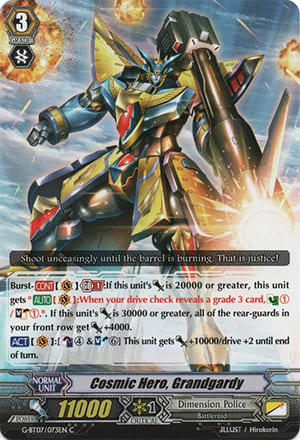 3
GRADE
Shoot unceasingly until the barrel is burning. That is justice!
Burst-CONT [ ] : If this unit's is 20000 or greater, this unit
gets "AUTO [ ]:When your drive check reveals a grade 3 card, 1
/ 1.". If this unit's is 30000 or greater, all of the rear-guards in
your front row get +4000.
ACT [ ] [ 1 & 1 ] This unit gets +10000/drive +2 until end
of turn.
NORMAL UNIT
Cosmic Hero, Grandgardy
POWER
11000
1
CRITICAL
Dimension Police
Battleroid
G-BT07/073EN C
ILLUST / Hirokorin